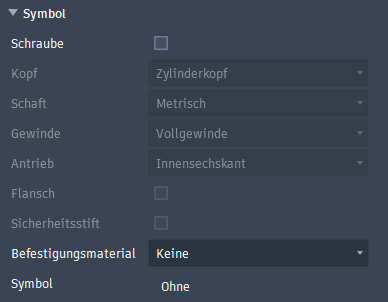 Symbol
Schraube
Kopf Zylinderkopf
Schaft Metrisch
Gewinde Vollgewinde
Antrieb Innensechskant
Flansch
Sicherheitsstift
Befestigungsmaterial Keine
Symbol Ohne